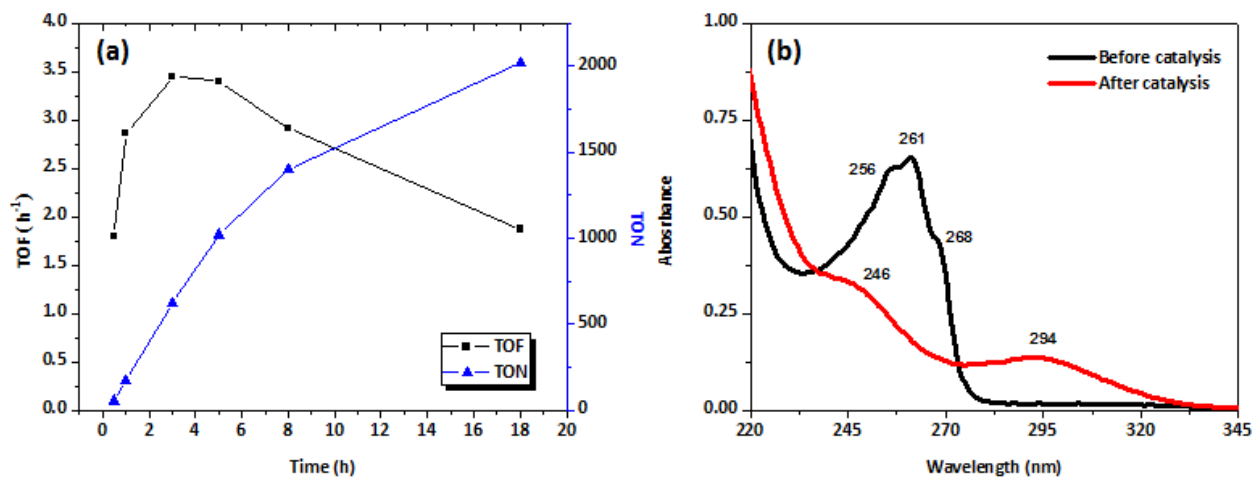 (a)
4.0
3.5
3.0
2.5
2.0
1.5
1.0
0.5
0.0
TOF (h⁻¹)
2000
1500
1000
500
0
TON
TOF
TON
0 2 4 6 8 10 12 14 16 18 20
Time (h)
(b)
1.00
0.75
0.50
0.25
0.00
Abosrbance
Before catalysis
After catalysis
261
256
268
246
294
220 245 270 295 320 345
Wavelength (nm)